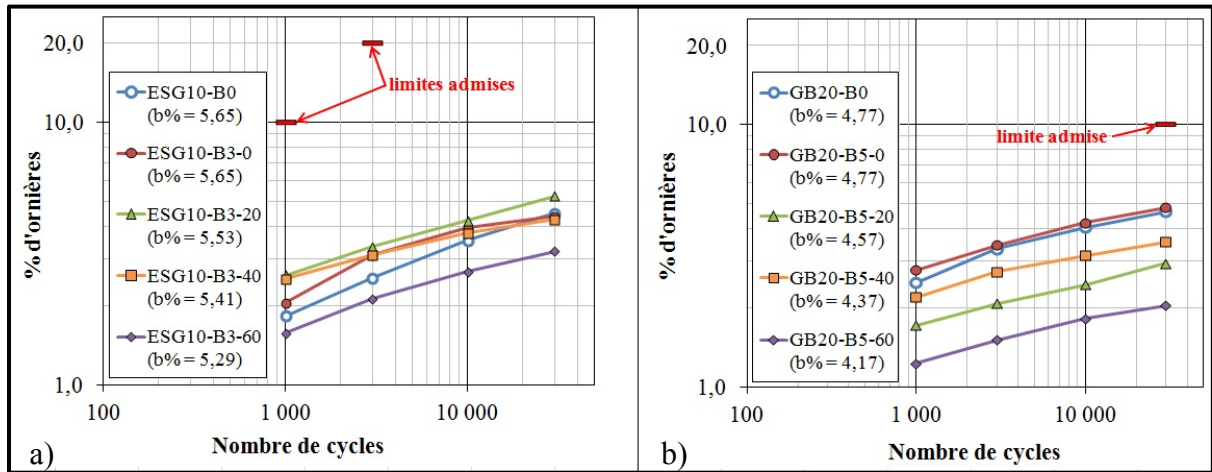 20,0
10,0
1,0
% d'ornières
ESG10-B0
(b% = 5,65)
ESG10-B3-0
(b% = 5,65)
ESG10-B3-20
(b% = 5,53)
ESG10-B3-40
(b% = 5,41)
ESG10-B3-60
(b% = 5,29)
limites admises
100
1 000
10 000
Nombre de cycles
a)
20,0
10,0
1,0
% d'ornières
GB20-B0
(b% = 4,77)
GB20-B5-0
(b% = 4,77)
GB20-B5-20
(b% = 4,57)
GB20-B5-40
(b% = 4,37)
GB20-B5-60
(b% = 4,17)
limite admise
100
1 000
10 000
Nombre de cycles
b)